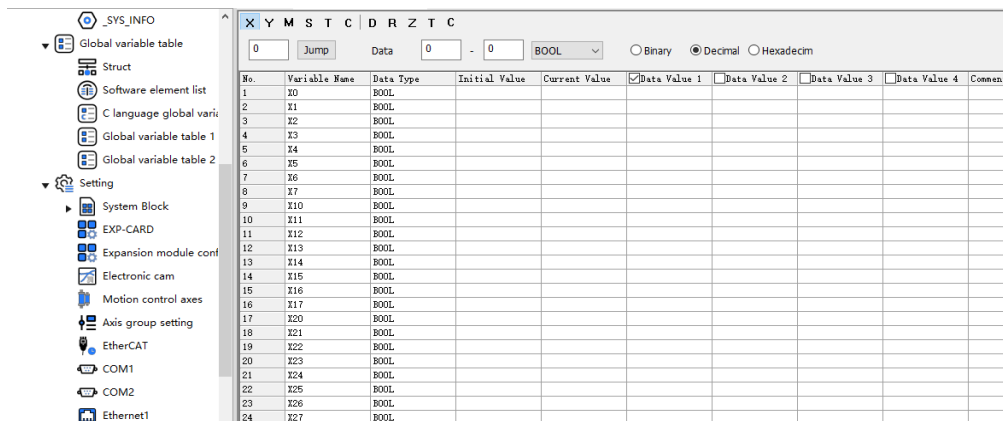 _SYS_INFO
Global variable table
Struct
Software element list
C language global varia
Global variable table 1
Global variable table 2
Setting
System Block
EXP-CARD
Expansion module conf
Electronic cam
Motion control axes
Axis group setting
EtherCAT
COM1
COM2
Ethernet1
X Y M S T C | D R Z T C
0 Jump Data 0 - 0 BOOL Binary Decimal Hexadecim
No. Variable Name Data Type Initial Value Current Value Data Value 1 Data Value 2 Data Value 3 Data Value 4 Commen
1 X0 BOOL
2 X1 BOOL
3 X2 BOOL
4 X3 BOOL
5 X4 BOOL
6 X5 BOOL
7 X6 BOOL
8 X7 BOOL
9 X10 BOOL
10 X11 BOOL
11 X12 BOOL
12 X13 BOOL
13 X14 BOOL
14 X15 BOOL
15 X16 BOOL
16 X17 BOOL
17 X20 BOOL
18 X21 BOOL
19 X22 BOOL
20 X23 BOOL
21 X24 BOOL
22 X25 BOOL
23 X26 BOOL
24 X27 BOOL